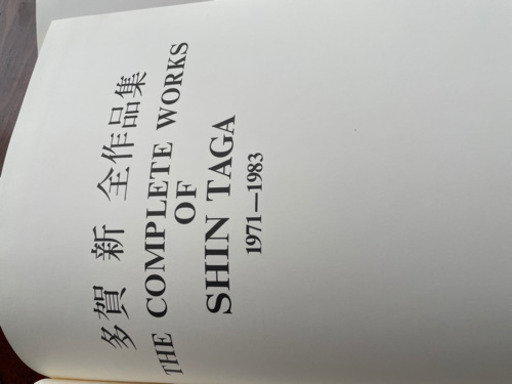 多賀 新 全作品集
THE COMPLETE WORKS
OF
SHIN TAGA
1971—1983